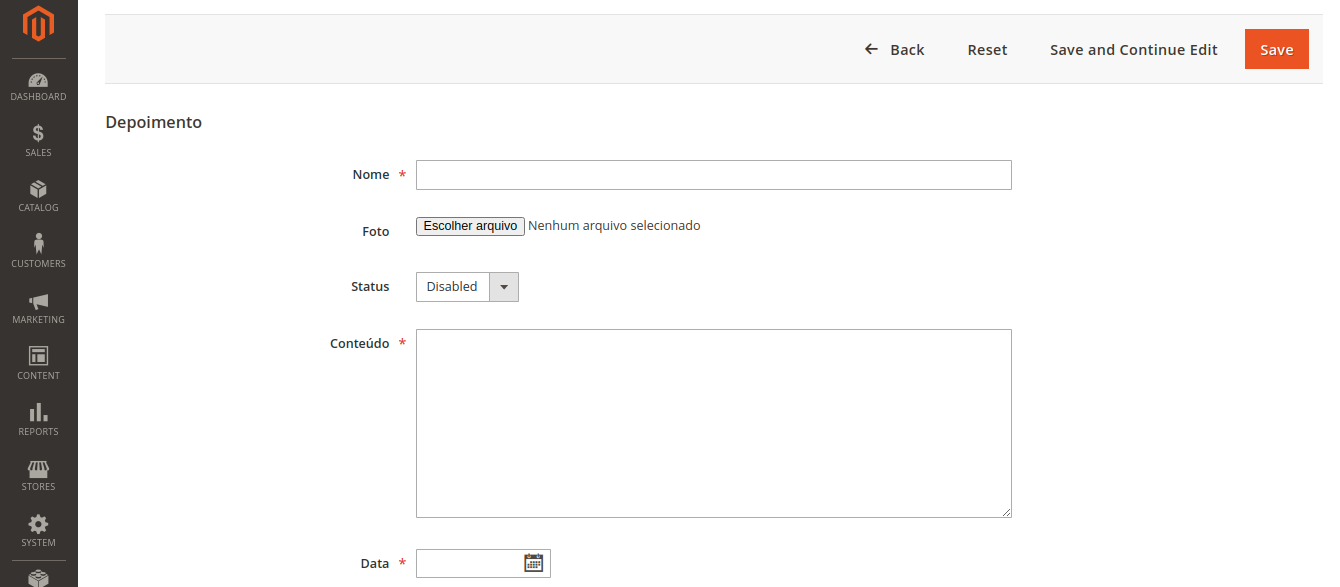 Back Reset Save and Continue Edit Save
DASHBOARD
SALES
CATALOG
CUSTOMERS
MARKETING
CONTENT
REPORTS
STORES
SYSTEM
Depoimento
Nome *
Foto Escolher arquivo Nenhum arquivo selecionado
Status Disabled
Conteúdo *
Data *